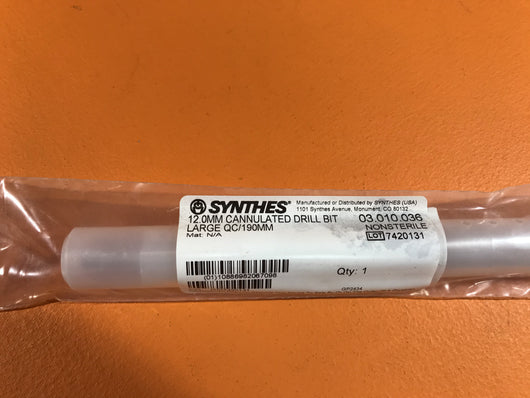 SYNTHES®
Manufactured or Distributed by SYNTHES (USA)
1101 Synthes Avenue, Monument, CO 80132
12.0MM CANNULATED DRILL BIT 03.010.036
LARGE QC/190MM NONSTERILE
Mat: N/A LOT 7420131
(01)10886982067098
Qty: 1
GP2834